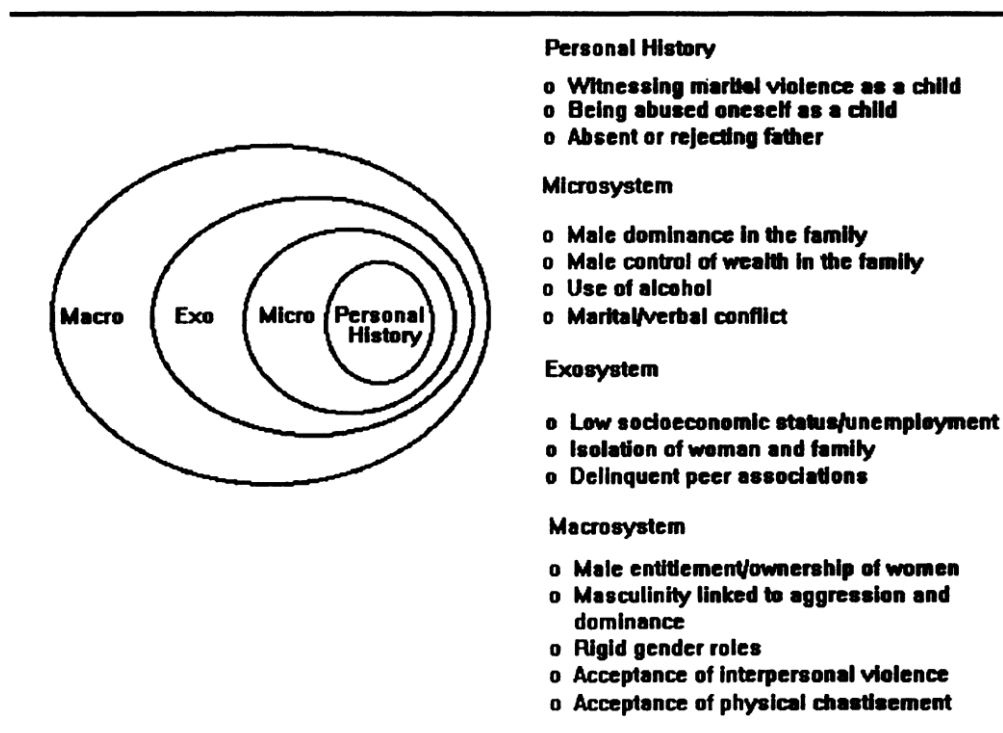 Macro
Exo
Micro
Personal
History
Personal History
o Witnessing marital violence as a child
o Being abused oneself as a child
o Absent or rejecting father
Microsystem
o Male dominance in the family
o Male control of wealth in the family
o Use of alcohol
o Marital/verbal conflict
Exosystem
o Low socioeconomic status/unemployment
o Isolation of woman and family
o Delinquent peer associations
Macrosystem
o Male entitlement/ownership of women
o Masculinity linked to aggression and
dominance
o Rigid gender roles
o Acceptance of interpersonal violence
o Acceptance of physical chastisement